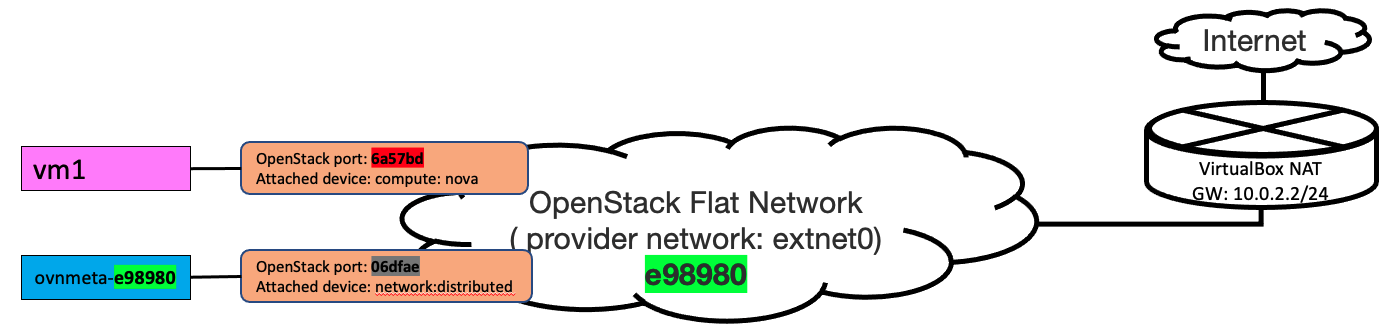 Internet
vm1
OpenStack port: 6a57bd
Attached device: compute: nova
VirtualBox NAT
GW: 10.0.2.2/24
OpenStack Flat Network
( provider network: extnet0)
e98980
ovnmeta-e98980
OpenStack port: 06dfae
Attached device: network:distributed